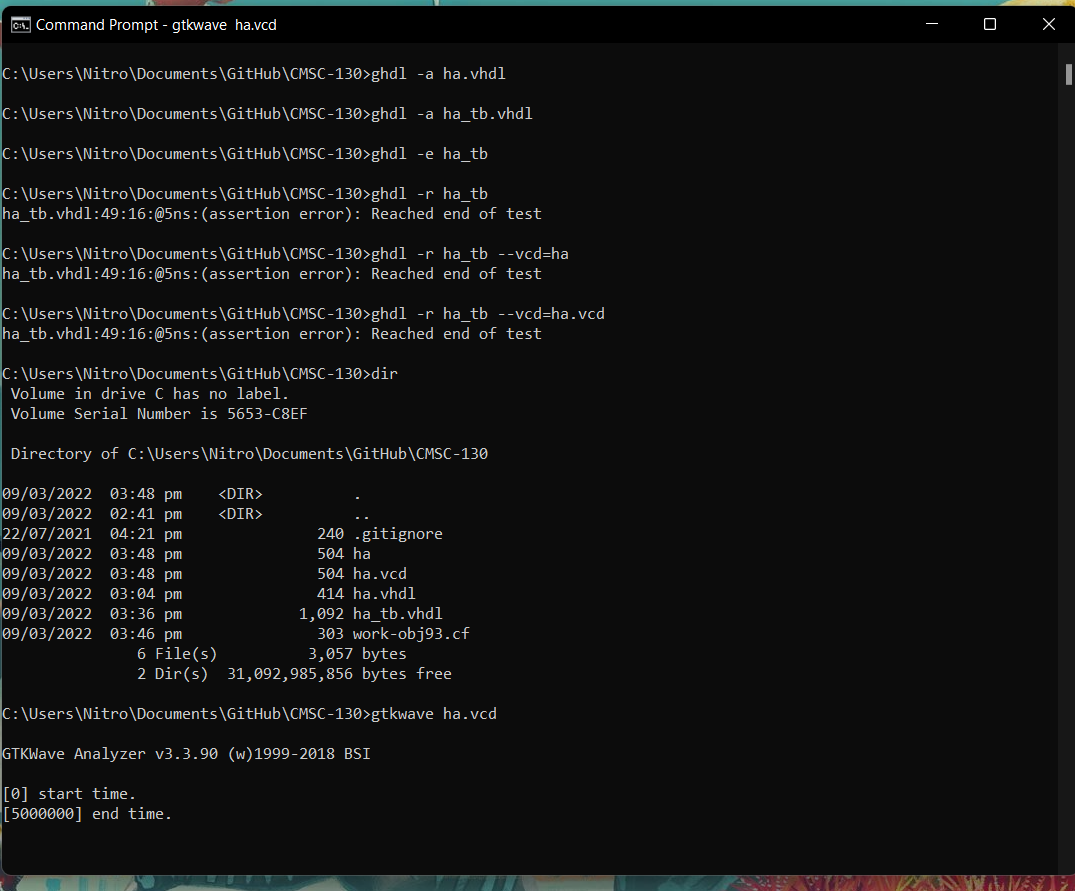 Command Prompt - gtkwave  ha.vcd
C:\Users\Nitro\Documents\GitHub\CMSC-130>ghdl -a ha.vhdl
C:\Users\Nitro\Documents\GitHub\CMSC-130>ghdl -a ha_tb.vhdl
C:\Users\Nitro\Documents\GitHub\CMSC-130>ghdl -e ha_tb
C:\Users\Nitro\Documents\GitHub\CMSC-130>ghdl -r ha_tb
ha_tb.vhdl:49:16:@5ns:(assertion error): Reached end of test
C:\Users\Nitro\Documents\GitHub\CMSC-130>ghdl -r ha_tb --vcd=ha
ha_tb.vhdl:49:16:@5ns:(assertion error): Reached end of test
C:\Users\Nitro\Documents\GitHub\CMSC-130>ghdl -r ha_tb --vcd=ha.vcd
ha_tb.vhdl:49:16:@5ns:(assertion error): Reached end of test
C:\Users\Nitro\Documents\GitHub\CMSC-130>dir
 Volume in drive C has no label.
 Volume Serial Number is 5653-C8EF
 Directory of C:\Users\Nitro\Documents\GitHub\CMSC-130
09/03/2022  03:48 pm    <DIR>          .
09/03/2022  02:41 pm    <DIR>          ..
22/07/2021  04:21 pm               240 .gitignore
09/03/2022  03:48 pm               504 ha
09/03/2022  03:48 pm               504 ha.vcd
09/03/2022  03:04 pm               414 ha.vhdl
09/03/2022  03:36 pm             1,092 ha_tb.vhdl
09/03/2022  03:46 pm               303 work-obj93.cf
               6 File(s)          3,057 bytes
               2 Dir(s)  31,092,985,856 bytes free
C:\Users\Nitro\Documents\GitHub\CMSC-130>gtkwave ha.vcd
GTKWave Analyzer v3.3.90 (w)1999-2018 BSI
[0] start time.
[5000000] end time.